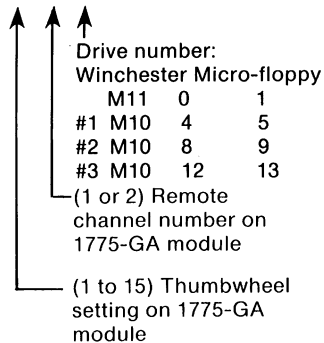 Drive number:
Winchester Micro-floppy
M11 0 1
#1 M10 4 5
#2 M10 8 9
#3 M10 12 13
(1 or 2) Remote
channel number on
1775-GA module
(1 to 15) Thumbwheel
setting on 1775-GA
module